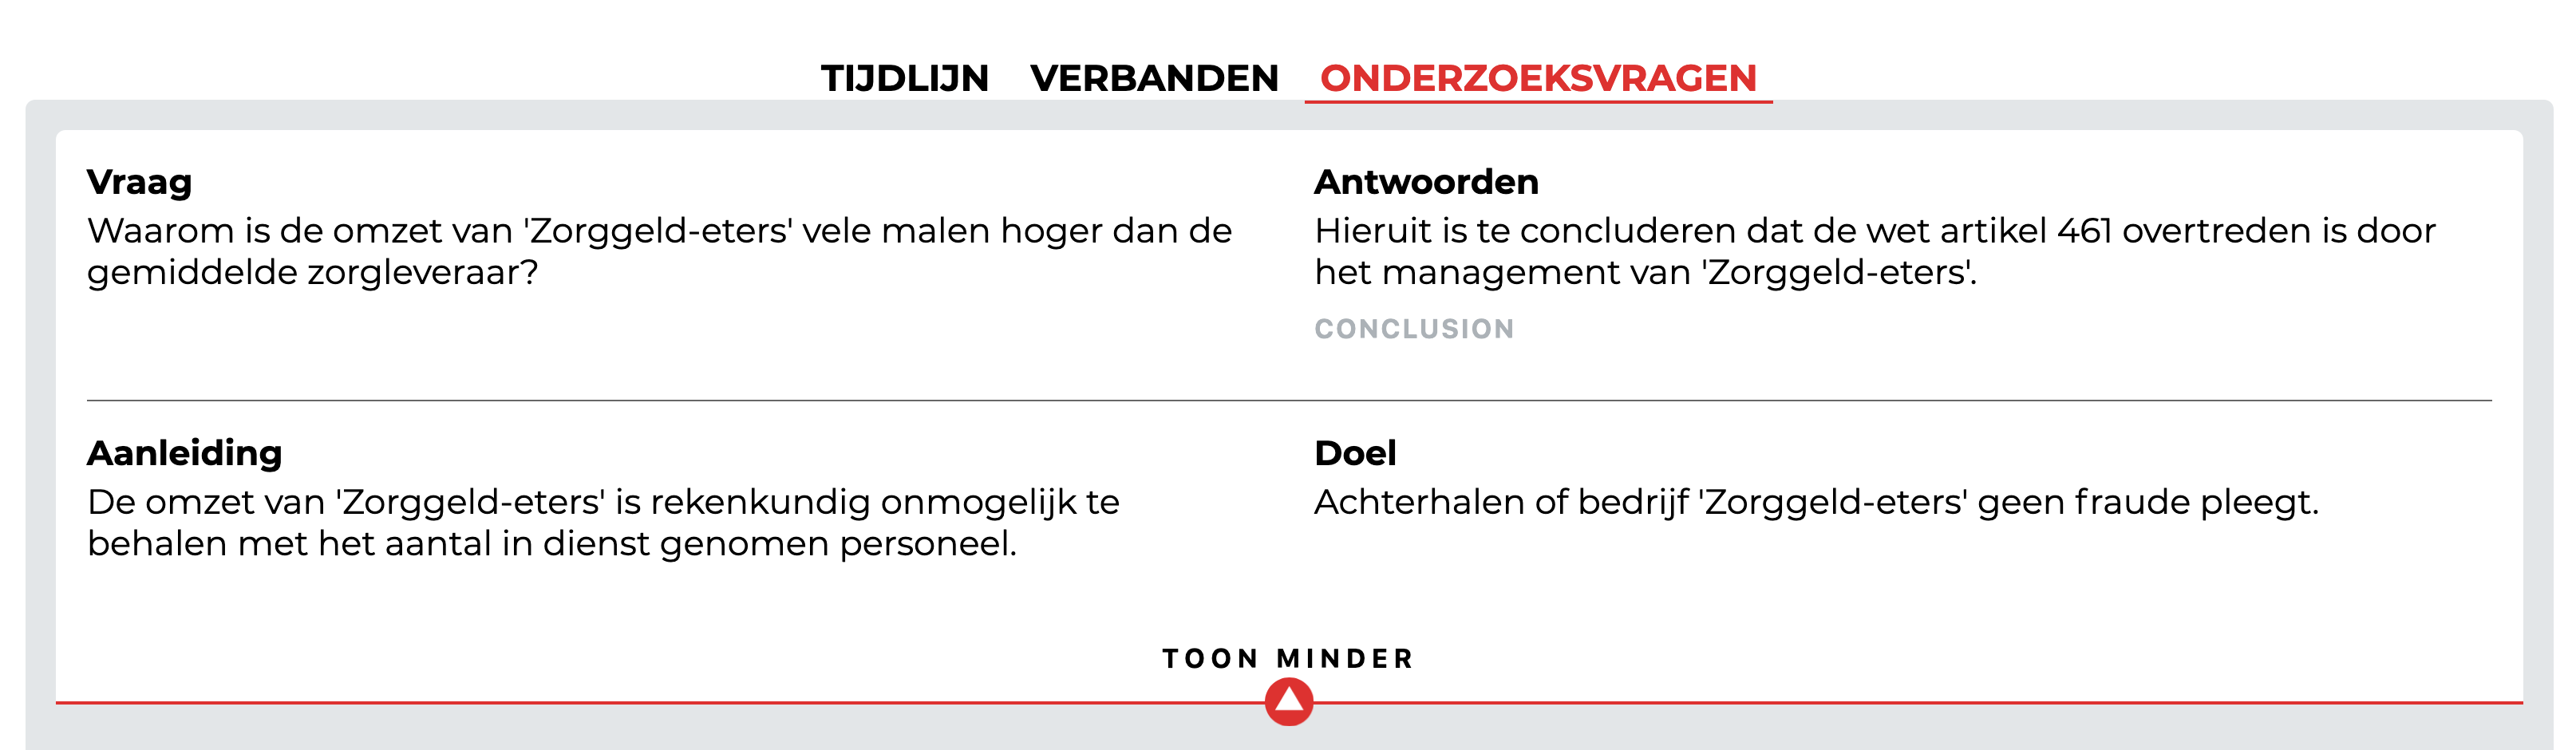 TIJDLIJN VERBANDEN ONDERZOEKSVRAGEN
Vraag
Waarom is de omzet van 'Zorggeld-eters' vele malen hoger dan de
gemiddelde zorgleveraar?
Antwoorden
Hieruit is te concluderen dat de wet artikel 461 overtreden is door
het management van 'Zorggeld-eters'.
CONCLUSION
Aanleiding
De omzet van 'Zorggeld-eters' is rekenkundig onmogelijk te
behalen met het aantal in dienst genomen personeel.
Doel
Achterhalen of bedrijf 'Zorggeld-eters' geen fraude pleegt.
TOON MINDER